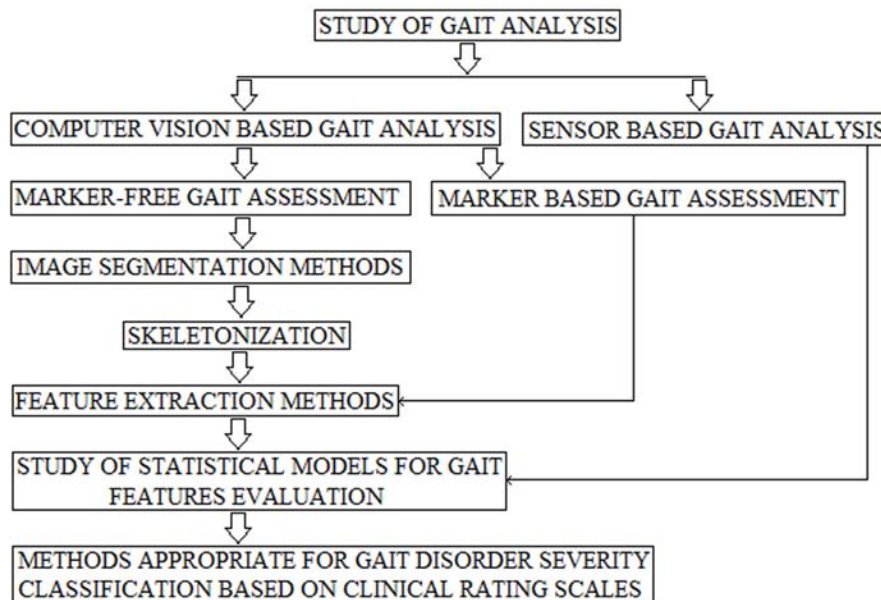 STUDY OF GAIT ANALYSIS
COMPUTER VISION BASED GAIT ANALYSIS
SENSOR BASED GAIT ANALYSIS
MARKER-FREE GAIT ASSESSMENT
MARKER BASED GAIT ASSESSMENT
IMAGE SEGMENTATION METHODS
SKELETONIZATION
FEATURE EXTRACTION METHODS
STUDY OF STATISTICAL MODELS FOR GAIT
FEATURES EVALUATION
METHODS APPROPRIATE FOR GAIT DISORDER SEVERITY
CLASSIFICATION BASED ON CLINICAL RATING SCALES